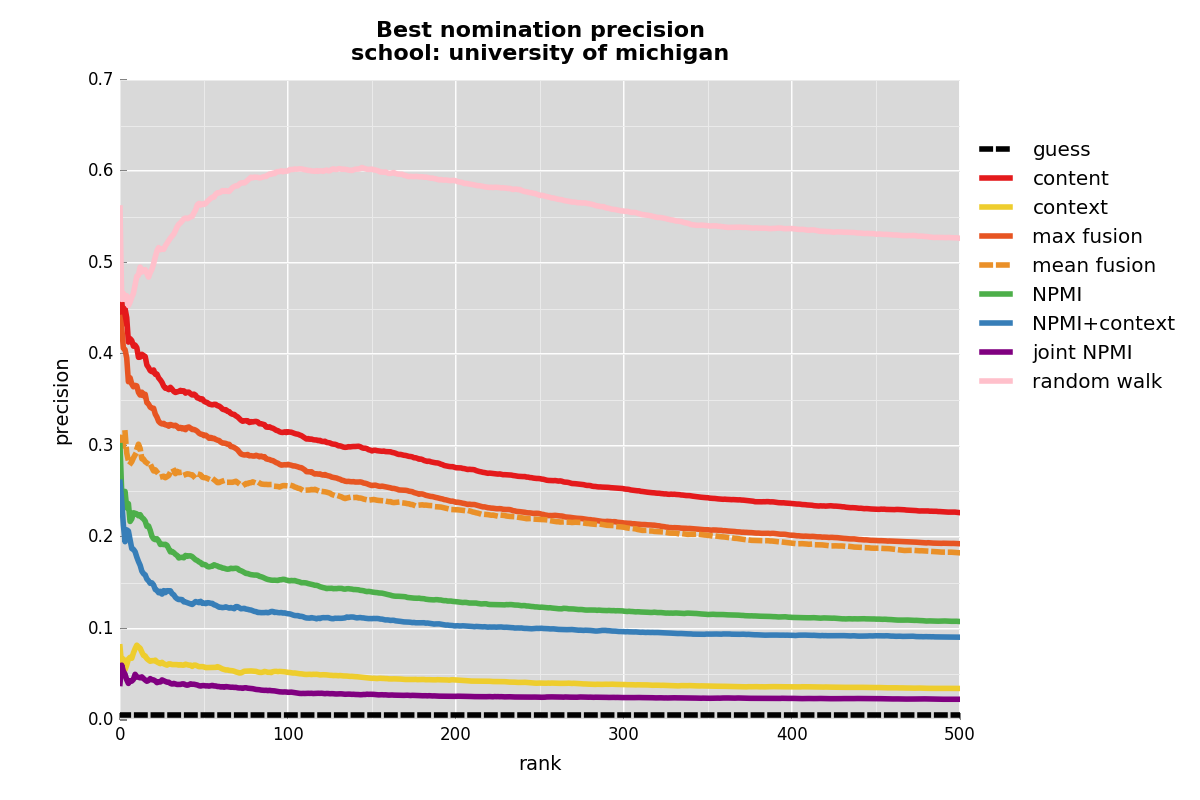 Best nomination precision
school: university of michigan
precision
0.7
0.6
0.5
0.4
0.3
0.2
0.1
0.0
0 100 200 300 400 500
rank
guess
content
context
max fusion
mean fusion
NPMI
NPMI+context
joint NPMI
random walk